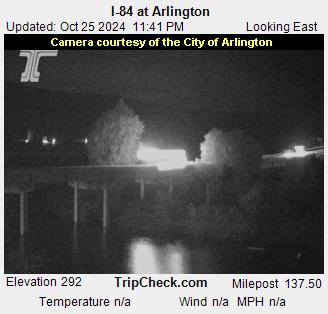 I-84 at Arlington
Updated: Oct 25 2024 11:41 PM Looking East
Camera courtesy of the City of Arlington
Elevation 292 TripCheck.com Milepost 137.50
Temperature n/a Wind n/a MPH n/a